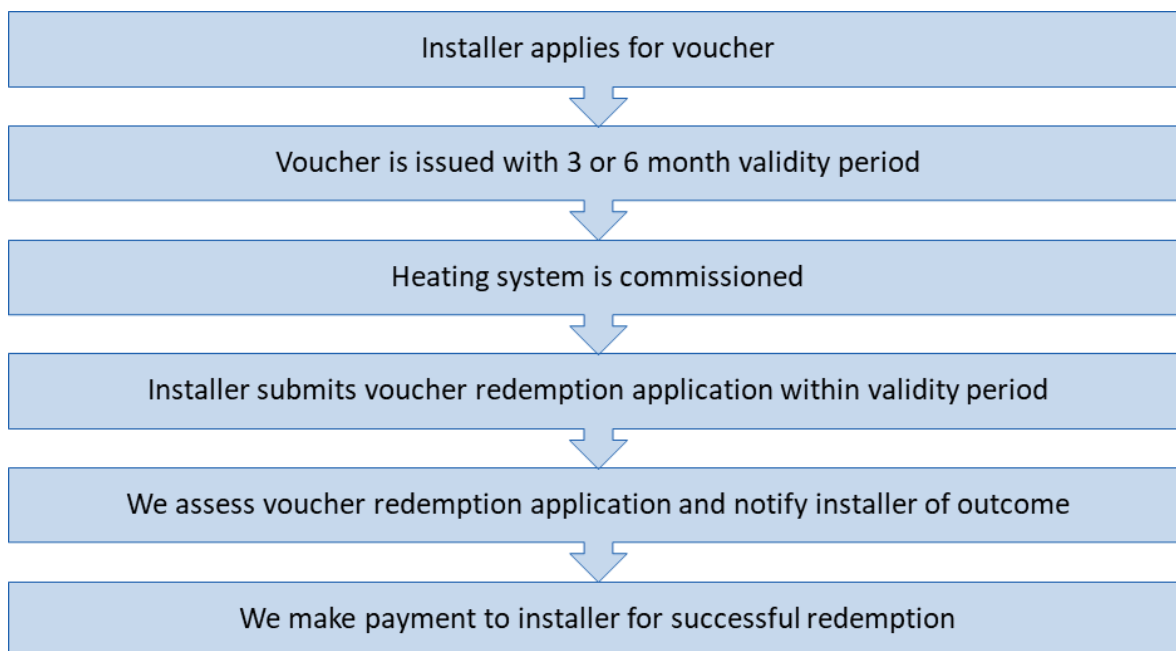 Installer applies for voucher
Voucher is issued with 3 or 6 month validity period
Heating system is commissioned
Installer submits voucher redemption application within validity period
We assess voucher redemption application and notify installer of outcome
We make payment to installer for successful redemption